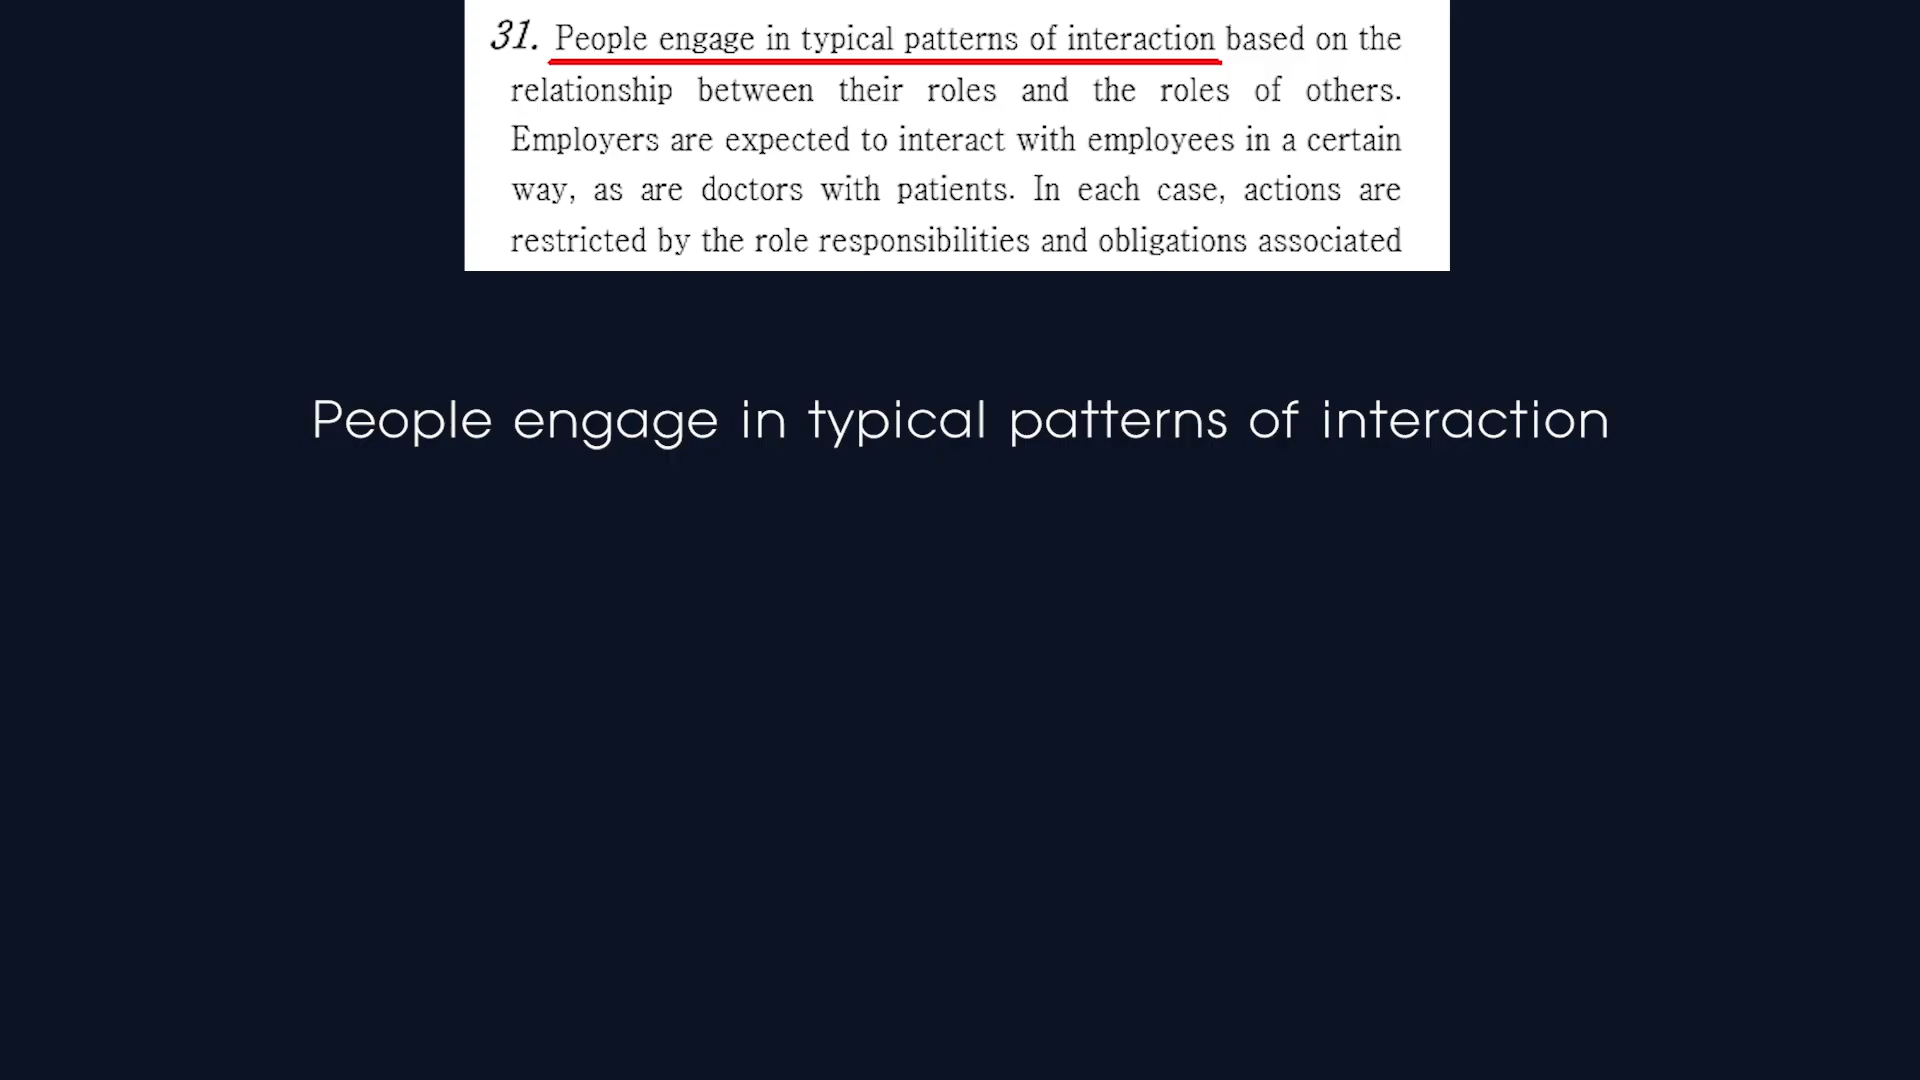 31. People engage in typical patterns of interaction based on the
relationship between their roles and the roles of others.
Employers are expected to interact with employees in a certain
way, as are doctors with patients. In each case, actions are
restricted by the role responsibilities and obligations associated
People engage in typical patterns of interaction